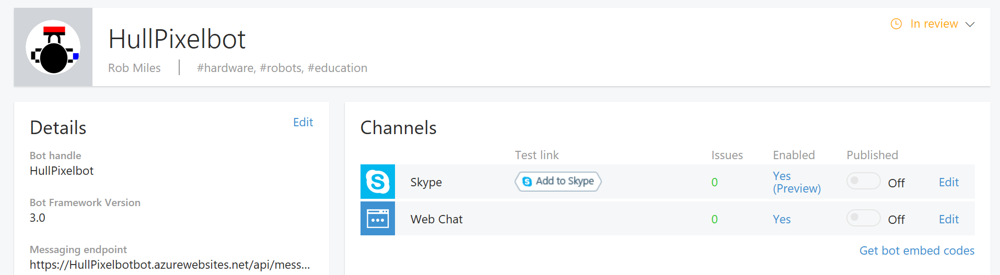 HullPixelbot
In review
Rob Miles
#hardware, #robots, #education
Details
Edit
Bot handle
HullPixelbot
Bot Framework Version
3.0
Messaging endpoint
https://HullPixelbotbot.azurewebsites.net/api/mess...
Channels
Test link Issues Enabled Published
Skype Add to Skype 0 Yes (Preview) Off Edit
Web Chat 0 Yes Off Edit
Get bot embed codes